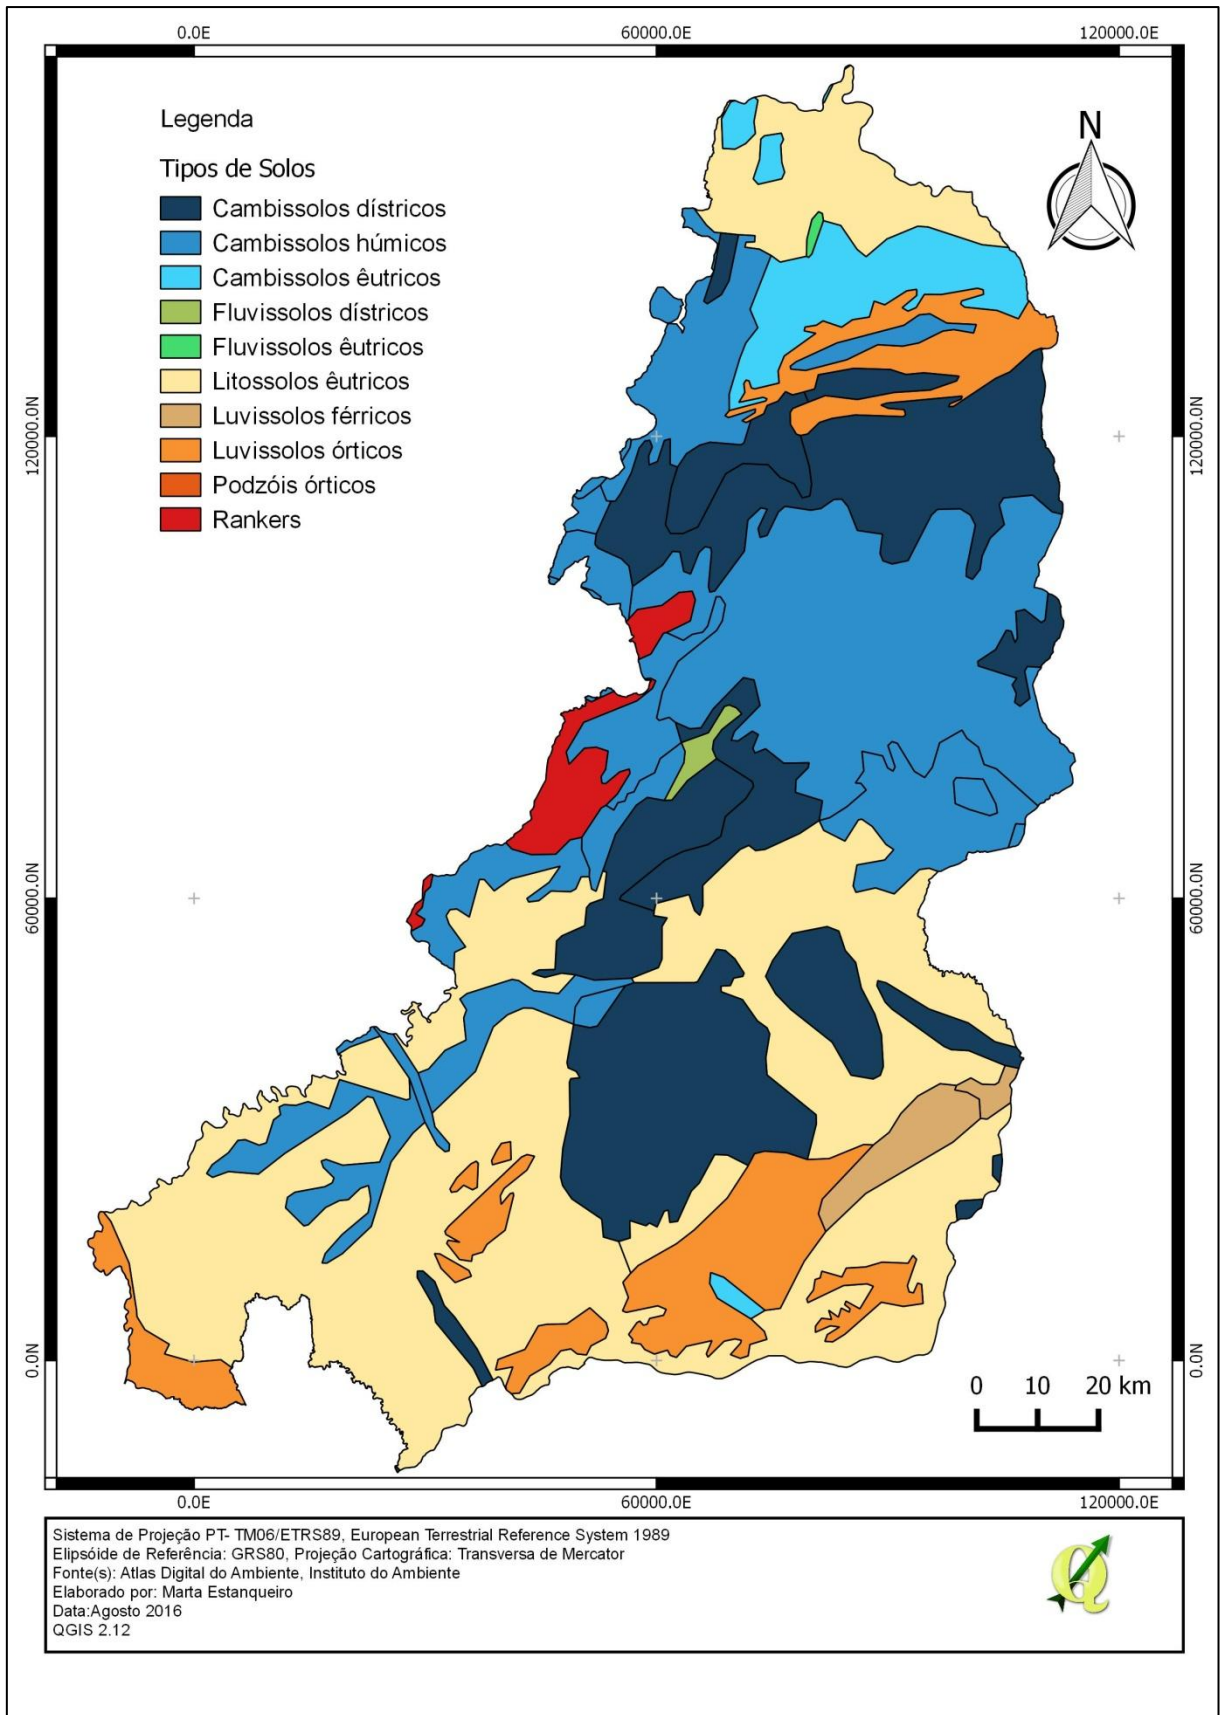 0.0E 60000.0E 120000.0E
Legenda
N
Tipos de Solos
Cambissolos dístricos
Cambissolos húmicos
Cambissolos êutricos
Fluvissolos dístricos
Fluvissolos êutricos
Litossolos êutricos
Luvissolos férricos
Luvissolos órticos
Podzóis órticos
Rankers
120000.0N 120000.0N
60000.0N 60000.0N
0.0N 0.0N
0 10 20 km
0.0E 60000.0E 120000.0E
Sistema de Projeção PT- TM06/ETRS89, European Terrestrial Reference System 1989
Elipsóide de Referência: GRS80, Projeção Cartográfica: Transversa de Mercator
Fonte(s): Atlas Digital do Ambiente, Instituto do Ambiente
Elaborado por: Marta Estanqueiro
Data:Agosto 2016
QGIS 2.12